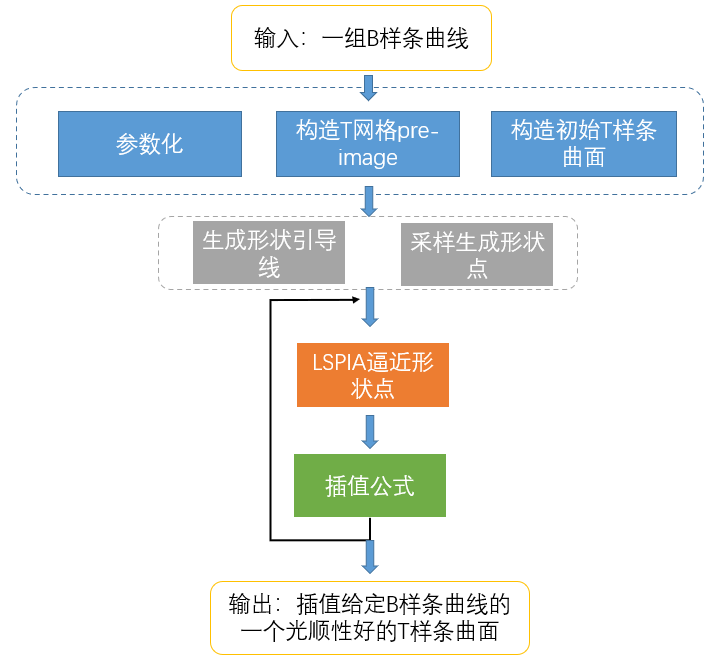 输入：一组B样条曲线
参数化
构造T网格pre-
image
构造初始T样条
曲面
生成形状引导
线
采样生成形状
点
LSPIA逼近形
状点
插值公式
输出：插值给定B样条曲线的
一个光顺性好的T样条曲面